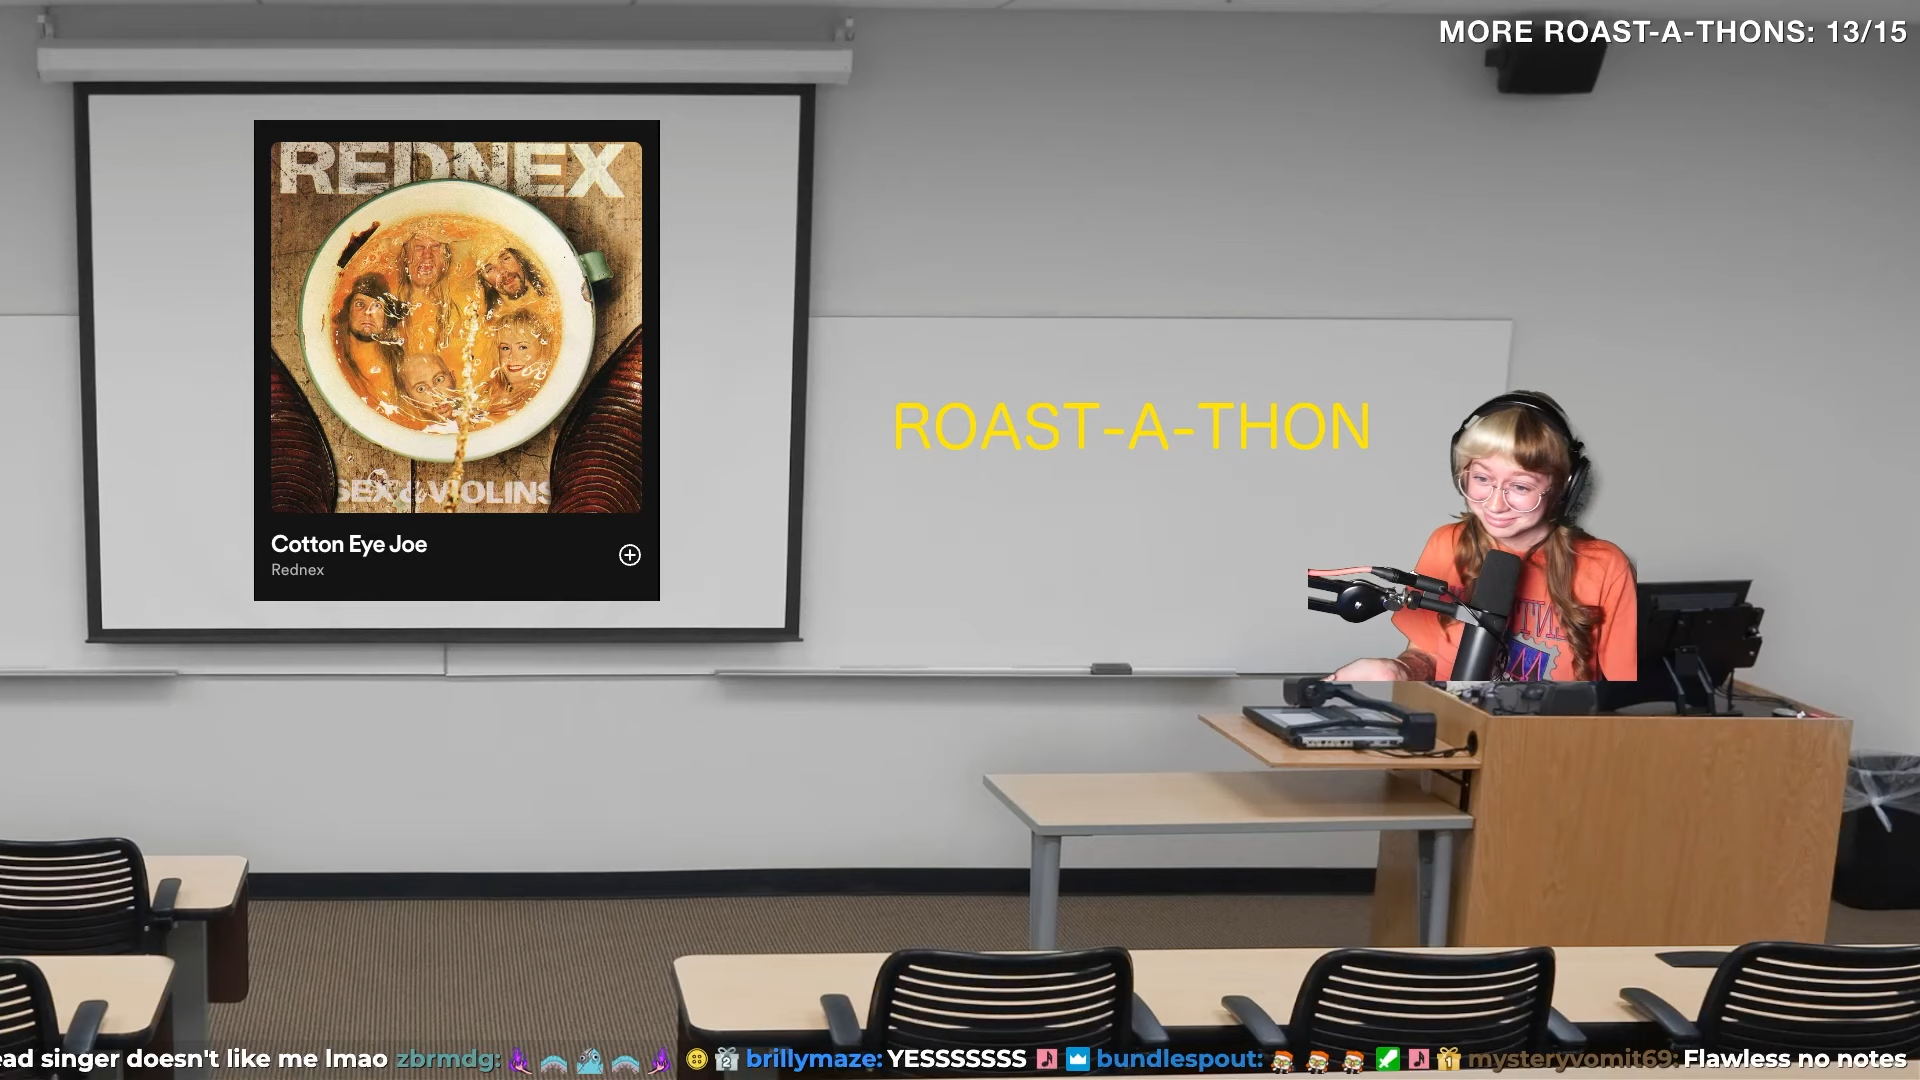 MORE ROAST-A-THONS: 13/15
REDNEX
SEX & VIOLINS
Cotton Eye Joe
Rednex
ROAST-A-THON
ead singer doesn't like me lmao zbrmdg: brillymaze: YESSSSSSS bundlespout: mysteryvomit69: Flawless no notes